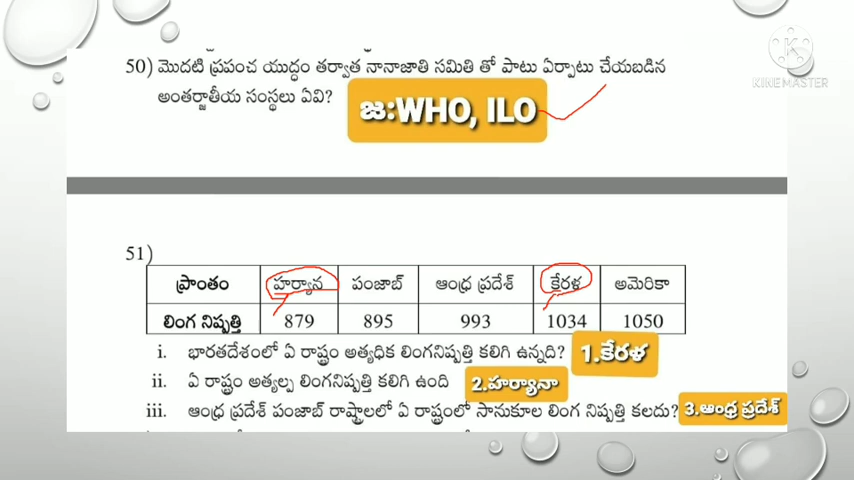 KINEMASTER
50) మొదటి ప్రపంచ యుద్ధం తర్వాత నానాజాతి సమితి తో పాటు ఏర్పాటు చేయబడిన
అంతర్జాతీయ సంస్థలు ఏవి?
జ:WHO, ILO
51)
ప్రాంతం హర్యాన పంజాబ్ ఆంధ్ర ప్రదేశ్ కేరళ అమెరికా
లింగ నిష్పత్తి 879 895 993 1034 1050
i. భారతదేశంలో ఏ రాష్ట్రం అత్యధిక లింగనిష్పత్తి కలిగి ఉన్నది? 1.కేరళ
ii. ఏ రాష్ట్రం అత్యల్ప లింగనిష్పత్తి కలిగి ఉంది 2.హర్యానా
iii. ఆంధ్ర ప్రదేశ్ పంజాబ్ రాష్ట్రాలలో ఏ రాష్ట్రంలో సానుకూల లింగ నిష్పత్తి కలదు? 3.ఆంధ్ర ప్రదేశ్